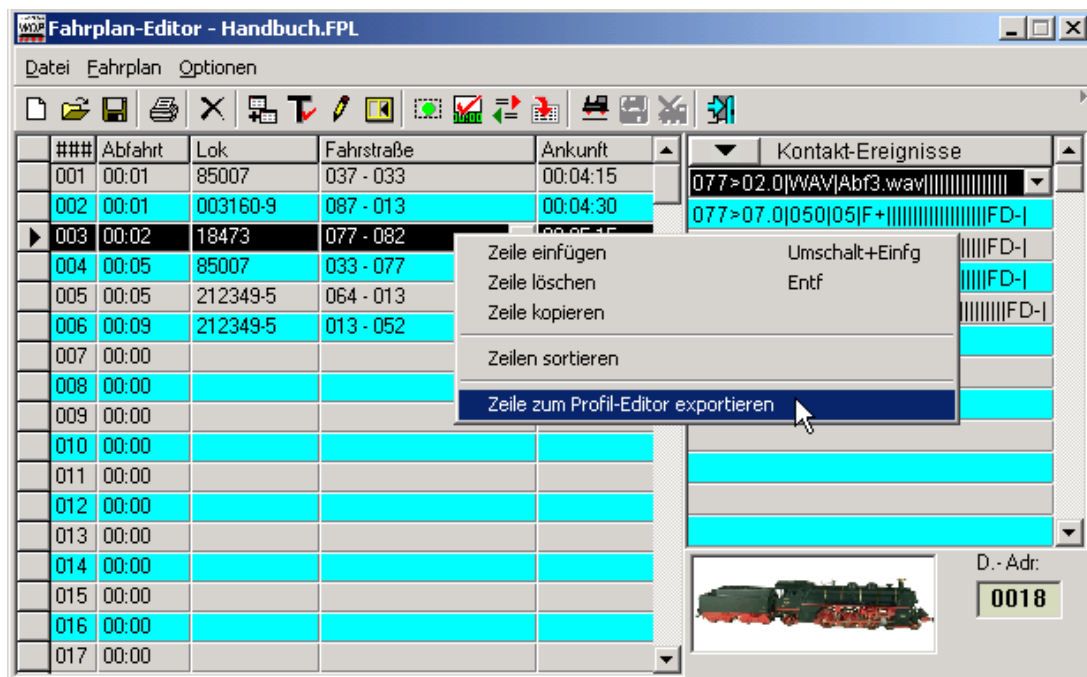 Fahrplan-Editor - Handbuch.FPL
Datei Fahrplan Optionen
### Abfahrt Lok Fahrstraße Ankunft
001 00:01 85007 037 - 033 00:04:15
002 00:01 003160-9 087 - 013 00:04:30
003 00:02 18473 077 - 082
004 00:05 85007 033 - 077
005 00:05 212349-5 064 - 013
006 00:09 212349-5 013 - 052
007 00:00
008 00:00
009 00:00
010 00:00
011 00:00
012 00:00
013 00:00
014 00:00
015 00:00
016 00:00
017 00:00
Zeile einfügen Umschalt+Einfg
Zeile löschen Entf
Zeile kopieren
Zeilen sortieren
Zeile zum Profil-Editor exportieren
Kontakt-Ereignisse
077>02.0|WAV|Abf3.wav||||||||||||||||
077>07.0|050|05|F+||||||||||||||||||FD-|
|||||FD-|
|||||FD-|
|||||||||FD-|
D.- Adr:
0018